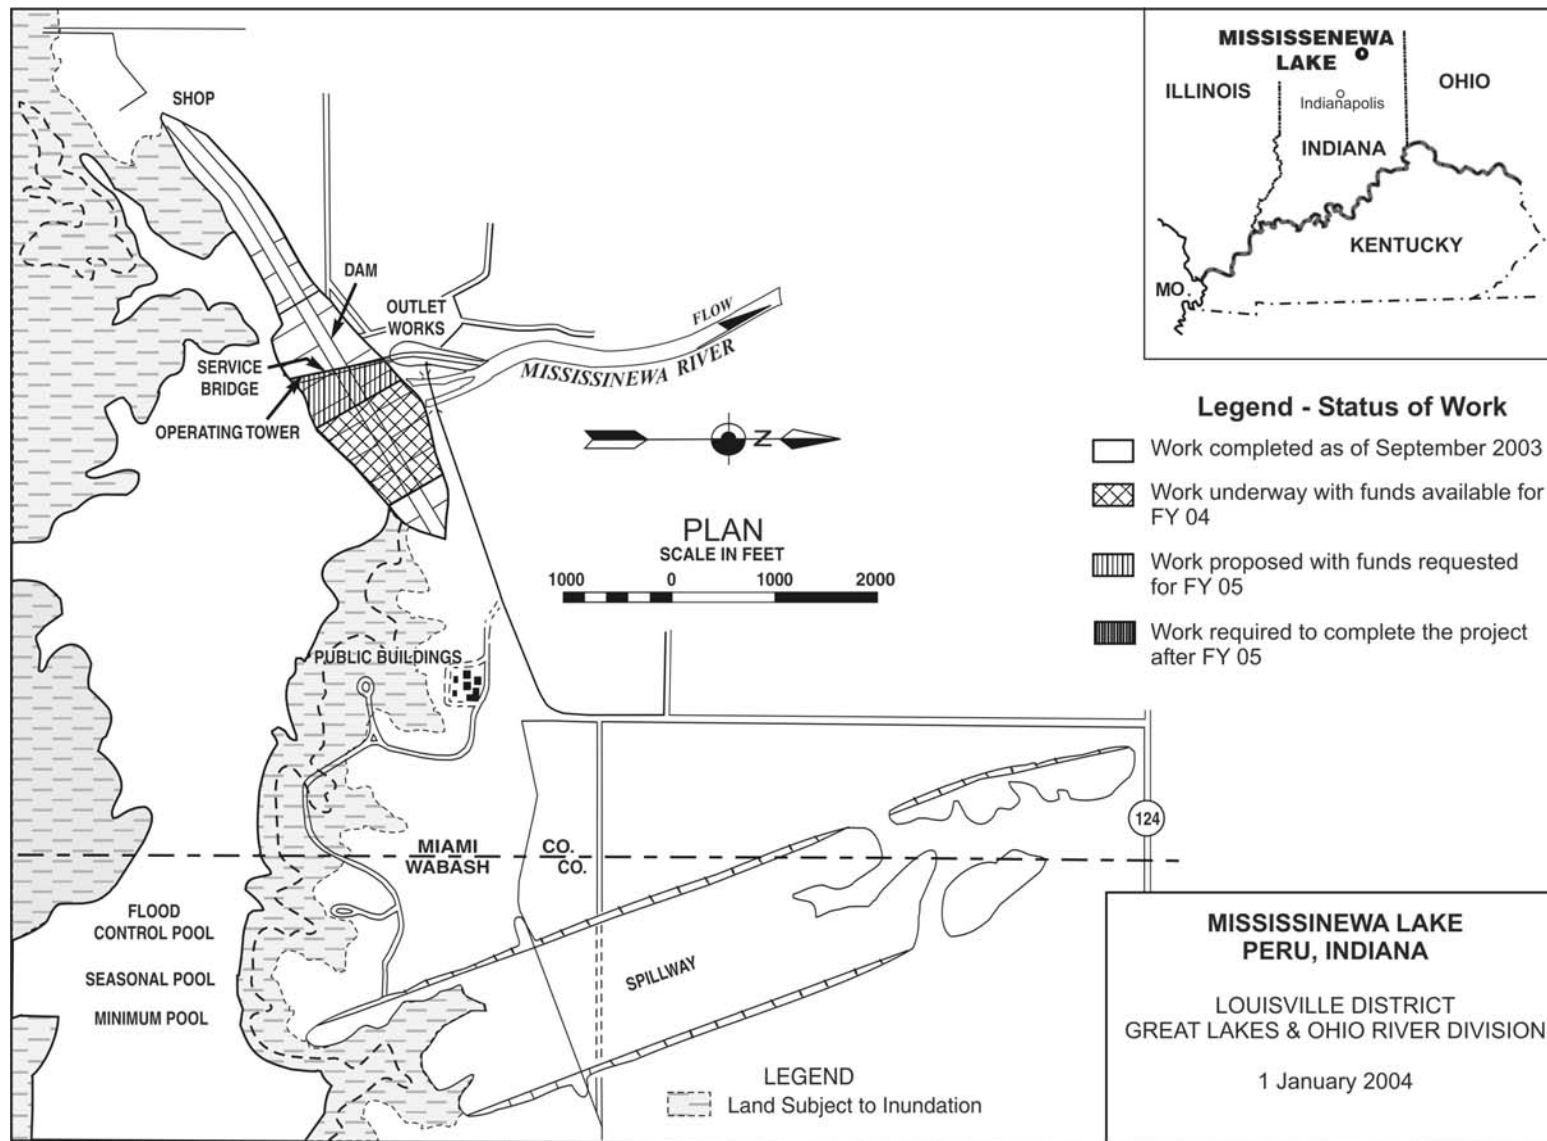 SHOP
DAM
OUTLET
WORKS
FLOW
MISSISSINEWA RIVER
SERVICE
BRIDGE
OPERATING TOWER
N
PLAN
SCALE IN FEET
1000 0 1000 2000
PUBLIC BUILDINGS
MIAMI CO.
WABASH CO.
124
FLOOD
CONTROL POOL
SEASONAL POOL
MINIMUM POOL
SPILLWAY
LEGEND
Land Subject to Inundation
MISSISSENEWA
LAKE
ILLINOIS
OHIO
Indianapolis
INDIANA
KENTUCKY
MO.
Legend - Status of Work
Work completed as of September 2003
Work underway with funds available for
FY 04
Work proposed with funds requested
for FY 05
Work required to complete the project
after FY 05
MISSISSINEWA LAKE
PERU, INDIANA
LOUISVILLE DISTRICT
GREAT LAKES & OHIO RIVER DIVISION
1 January 2004